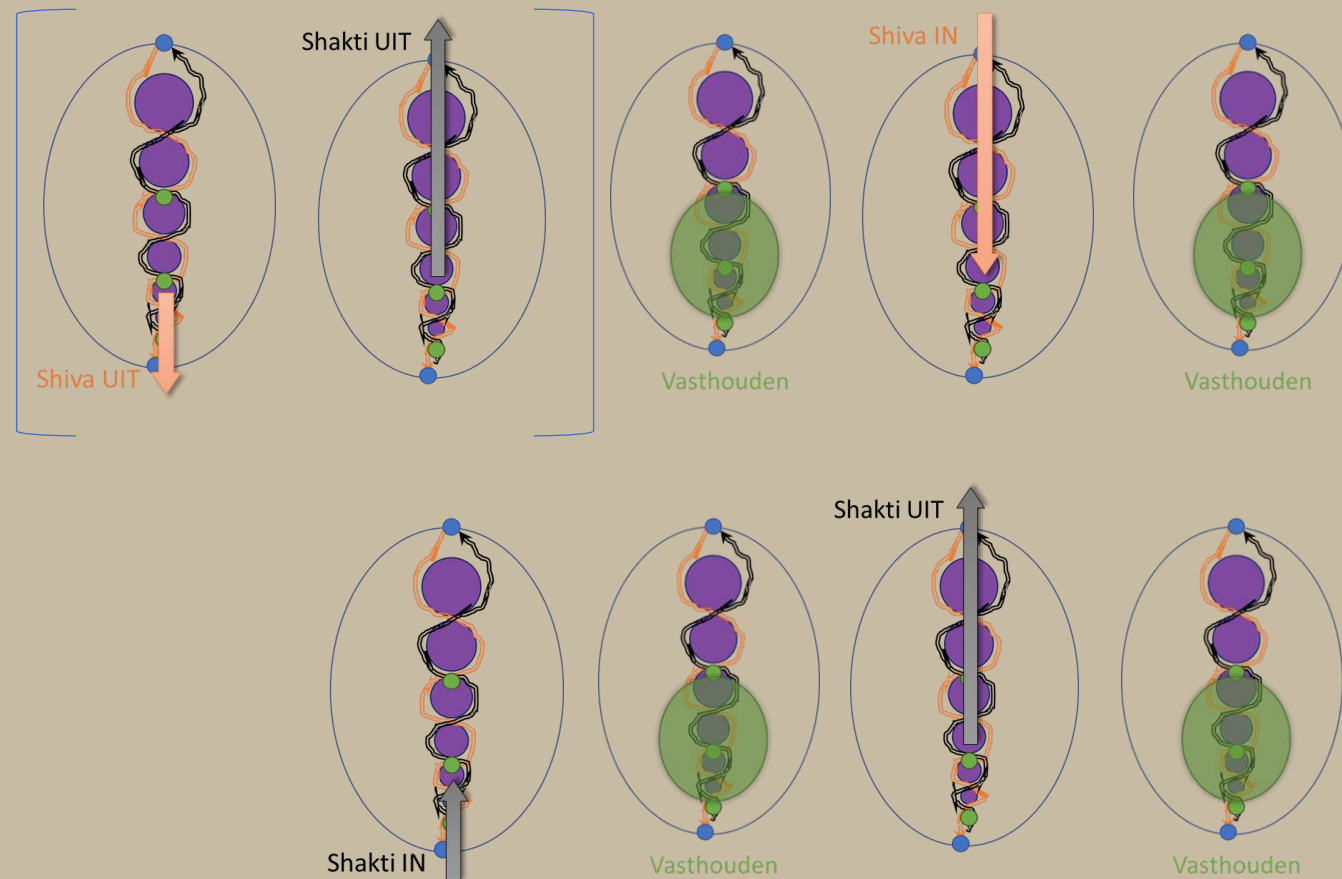 Shiva UIT
Shakti UIT
Vasthouden
Shiva IN
Vasthouden
Shakti IN
Vasthouden
Shakti UIT
Vasthouden